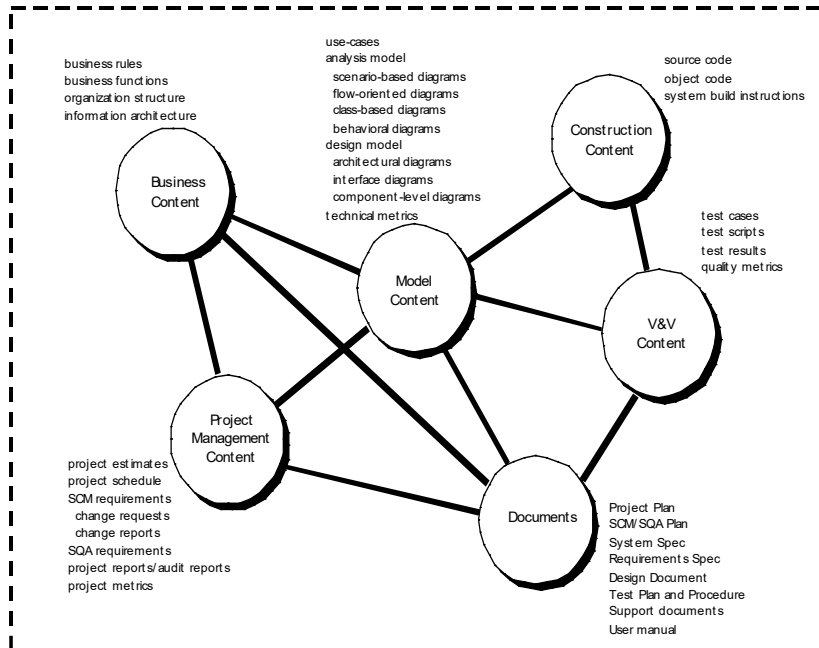 business rules
business functions
organization structure
information architecture
Business
Content
use-cases
analysis model
scenario-based diagrams
flow-oriented diagrams
class-based diagrams
behavioral diagrams
design model
architectural diagrams
interface diagrams
component-level diagrams
technical metrics
Model
Content
source code
object code
system build instructions
Construction
Content
test cases
test scripts
test results
quality metrics
V&V
Content
Project
Management
Content
project estimates
project schedule
SCM requirements
change requests
change reports
SQA requirements
project reports/audit reports
project metrics
Documents
Project Plan
SCM/SQA Plan
System Spec
Requirements Spec
Design Document
Test Plan and Procedure
Support documents
User manual